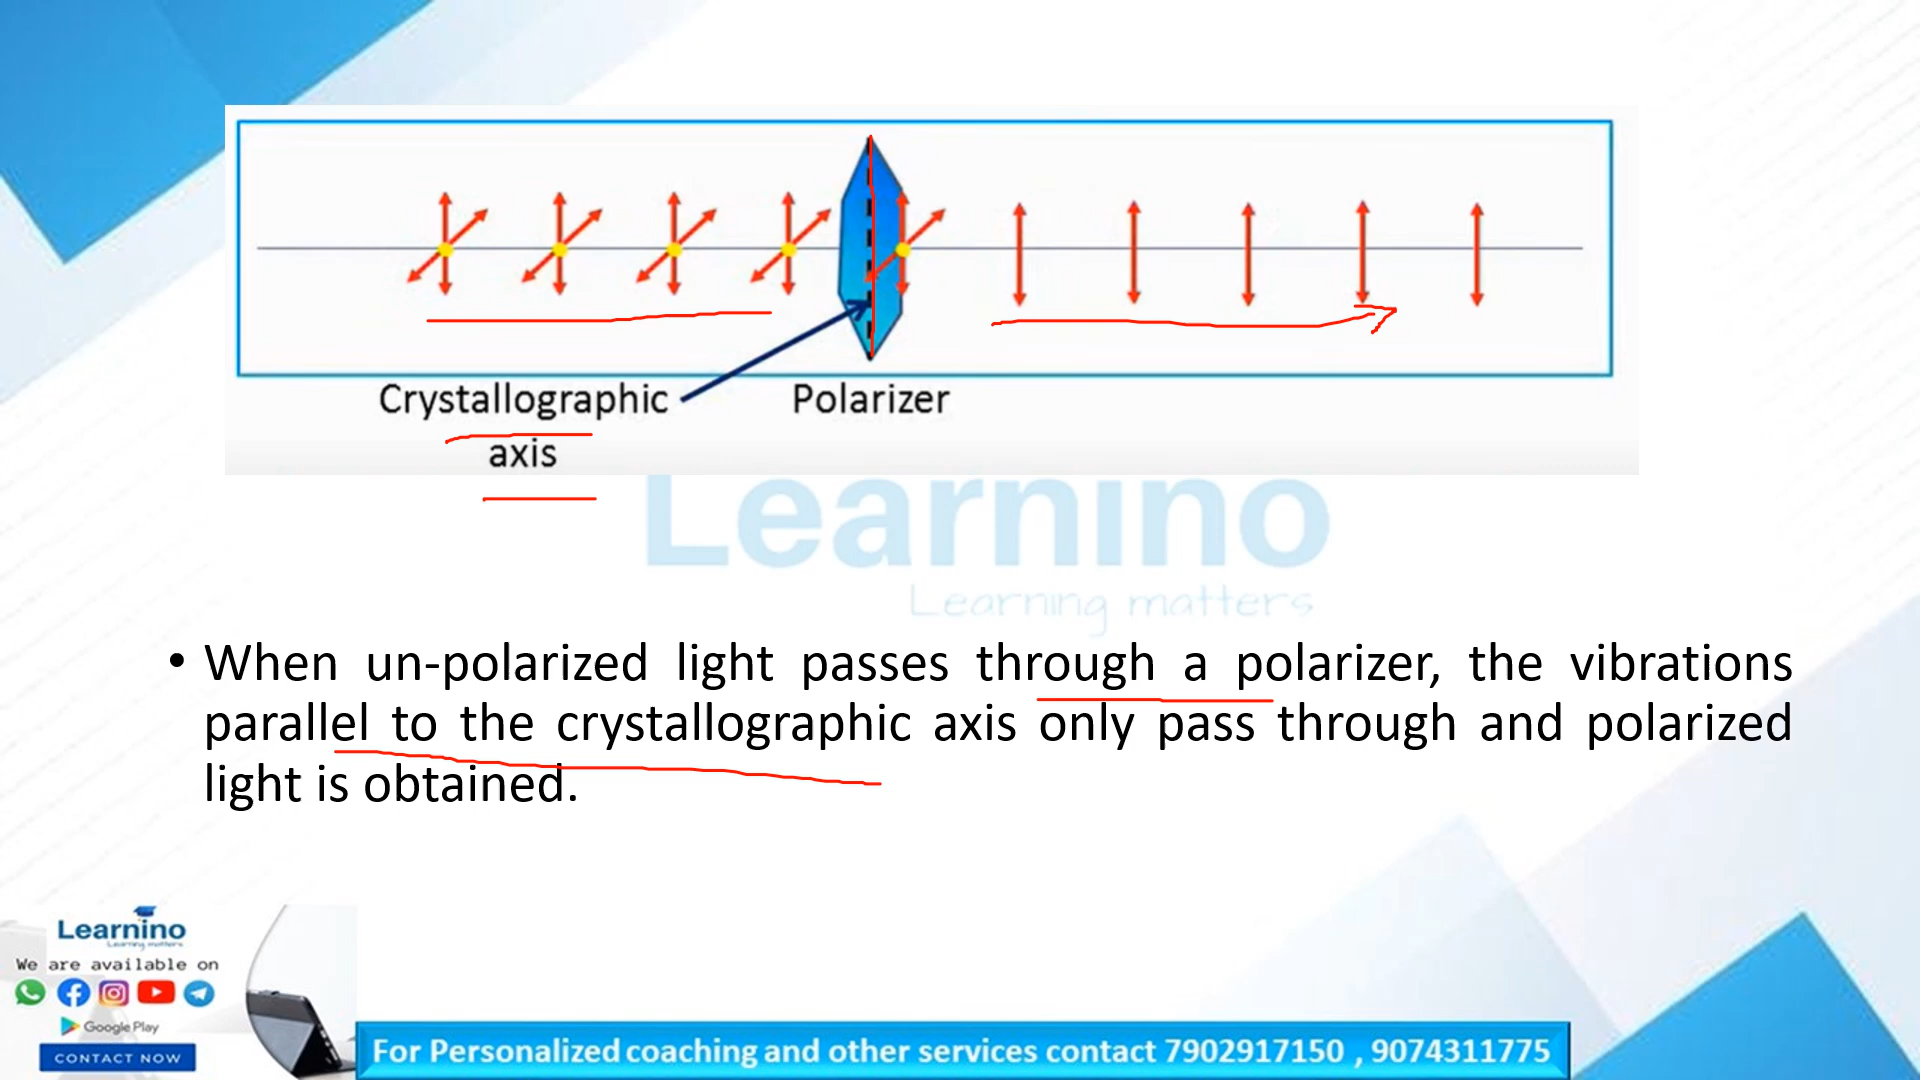 Crystallographic
axis
Polarizer
Learnino
Learning matters
• When un-polarized light passes through a polarizer, the vibrations
parallel to the crystallographic axis only pass through and polarized
light is obtained.
Learnino
Learning matters
We are available on
Google Play
CONTACT NOW
For Personalized coaching and other services contact 7902917150 , 9074311775